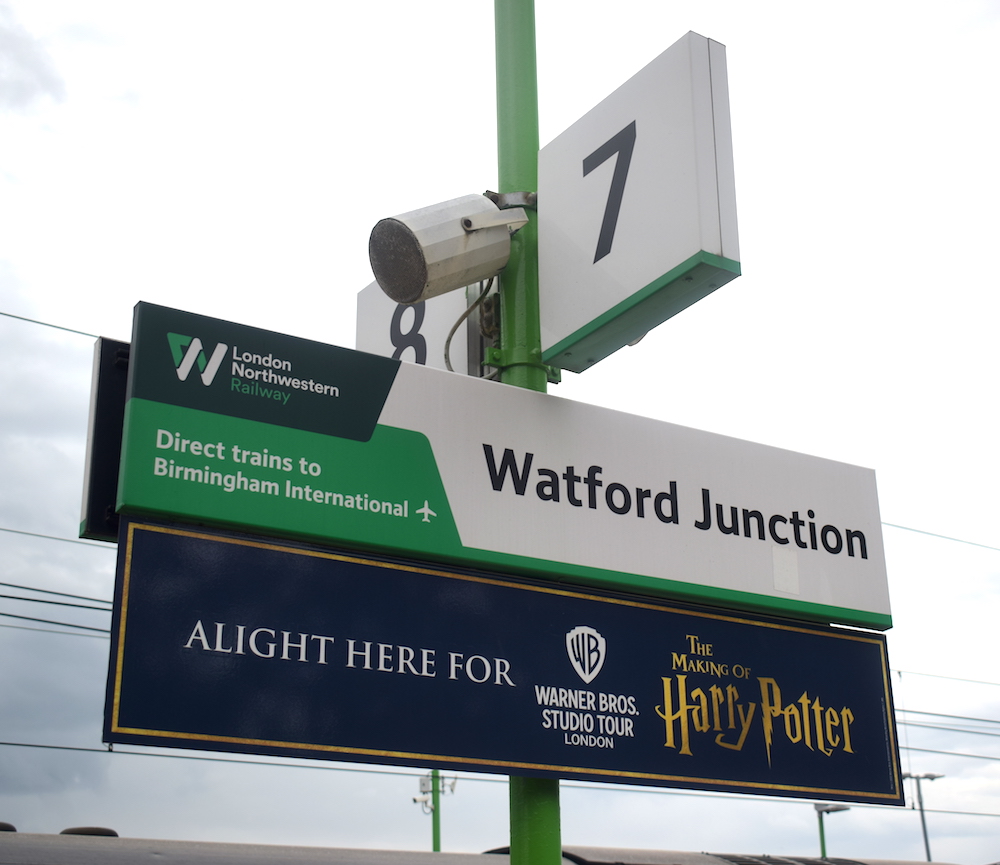 7
8
London
Northwestern
Railway
Direct trains to
Birmingham International
Watford Junction
ALIGHT HERE FOR
WB
WARNER BROS.
STUDIO TOUR
LONDON
THE
MAKING OF
Harry Potter